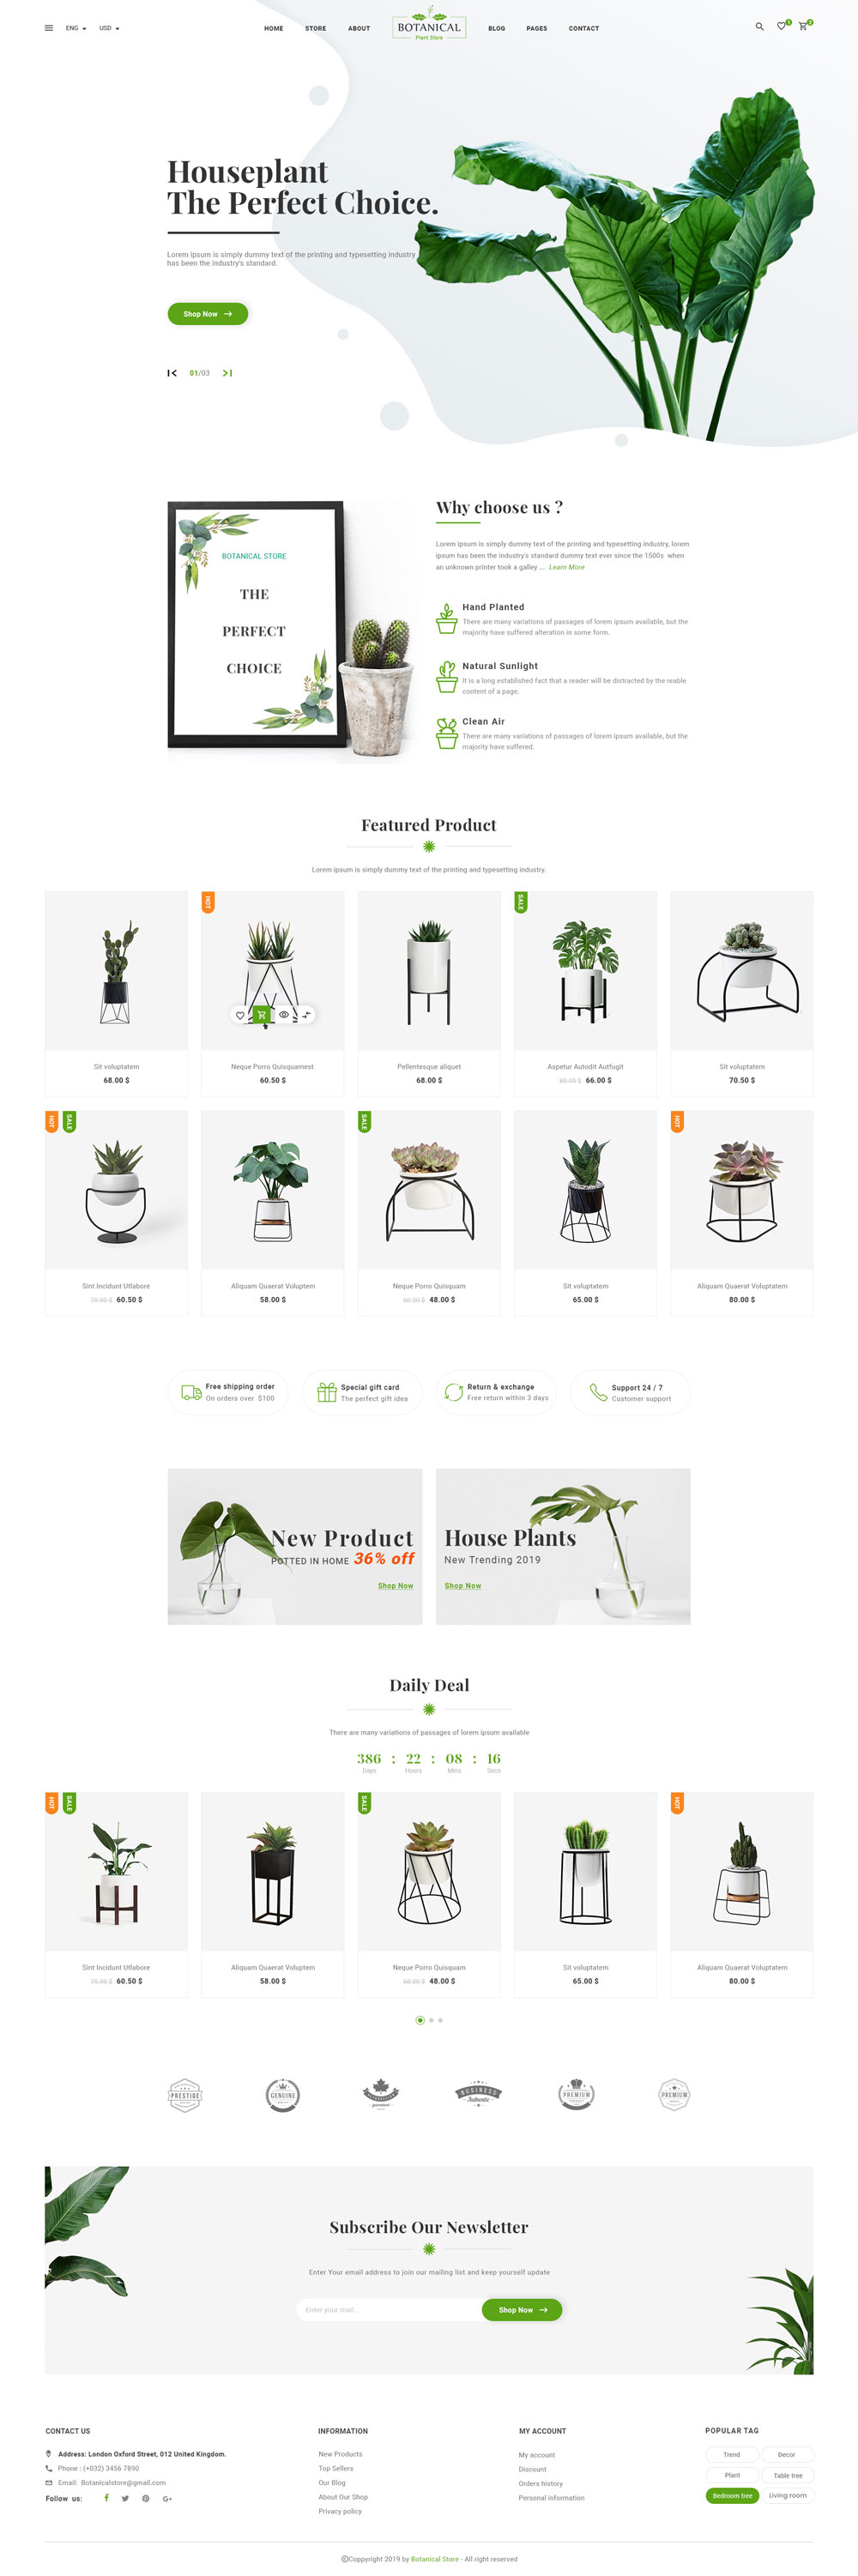 ENG USD HOME STORE ABOUT BOTANICAL BLOG PAGES CONTACT 1 2
Plant Store
Houseplant
The Perfect Choice.
Lorem ipsum is simply dummy text of the printing and typesetting industry
has been the industry's standard.
Shop Now
01/03
BOTANICAL STORE
THE
PERFECT
CHOICE
Why choose us ?
Lorem ipsum is simply dummy text of the printing and typesetting industry, lorem
ipsum has been the industry's standard dummy text ever since the 1500s when
an unknown printer took a galley ... Learn More
Hand Planted
There are many variations of passages of lorem ipsum available, but the
majority have suffered alteration in some form.
Natural Sunlight
It is a long established fact that a reader will be distracted by the reable
content of a page.
Clean Air
There are many variations of passages of lorem ipsum available, but the
majority have suffered.
Featured Product
Lorem ipsum is simply dummy text of the printing and typesetting industry.
HOT SALE
Sit voluptatem Neque Porro Quisquamest Pellentesque aliquet Aspetur Autodit Autfugit Sit voluptatem
68.00 $ 60.50 $ 68.00 $ 80.00 $ 66.00 $ 70.50 $
HOT SALE SALE HOT
Sint Incidunt Utlabore Aliquam Quaerat Voluptem Neque Porro Quisquam Sit voluptatem Aliquam Quaerat Voluptatem
70.00 $ 60.50 $ 58.00 $ 60.00 $ 48.00 $ 65.00 $ 80.00 $
Free shipping order Special gift card Return & exchange Support 24 / 7
On orders over $100 The perfect gift idea Free return within 3 days Customer support
New Product
POTTED IN HOME 36% off
Shop Now
House Plants
New Trending 2019
Shop Now
Daily Deal
There are many variations of passages of lorem ipsum available
386 : 22 : 08 : 16
Days Hours Mins Secs
HOT SALE SALE HOT
Sint Incidunt Utlabore Aliquam Quaerat Voluptem Neque Porro Quisquam Sit voluptatem Aliquam Quaerat Voluptatem
70.00 $ 60.50 $ 58.00 $ 60.00 $ 48.00 $ 65.00 $ 80.00 $
PRESTIGE GENUINE BUSINESS PREMIUM PREMIUM
guaranteed Authentic
Subscribe Our Newsletter
Enter Your email address to join our mailing list and keep yourself update
Enter your mail... Shop Now
CONTACT US
Address: London Oxford Street, 012 United Kingdom.
Phone : (+032) 3456 7890
Email: Botanicalstore@gmail.com
Follow us: G+
INFORMATION
New Products
Top Sellers
Our Blog
About Our Shop
Privacy policy
MY ACCOUNT
My account
Discount
Orders history
Personal information
POPULAR TAG
Trend Decor
Plant Table tree
Bedroom tree Living room
©Coppyright 2019 by Botanical Store - All right reserved